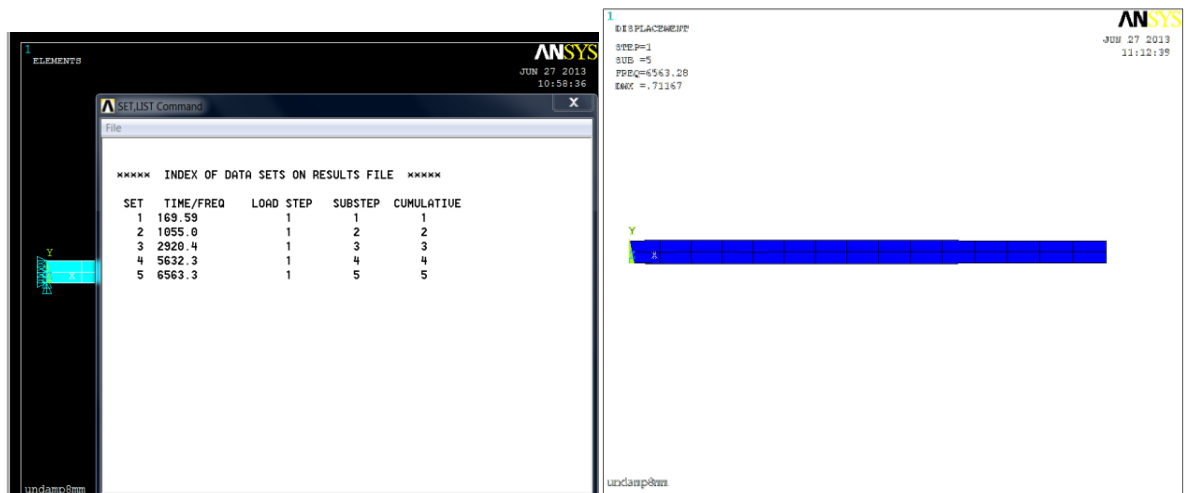 1
ELEMENTS
ANSYS
JUN 27 2013
10:58:36
SET,LIST Command
X
File
***** INDEX OF DATA SETS ON RESULTS FILE *****
SET TIME/FREQ LOAD STEP SUBSTEP CUMULATIVE
1 169.59 1 1 1
2 1055.0 1 2 2
3 2920.4 1 3 3
4 5632.3 1 4 4
5 6563.3 1 5 5
Y
X
undamp8mm
1
DISPLACEMENT
STEP=1
SUB =5
FREQ=6563.28
DMX =.71167
ANSYS
JUN 27 2013
11:12:39
Y
X
undamp8mm